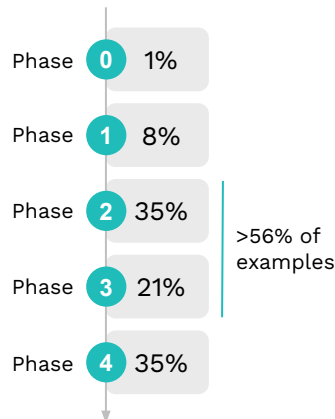 Phase 0 1%
Phase 1 8%
Phase 2 35%
>56% of
examples
Phase 3 21%
Phase 4 35%